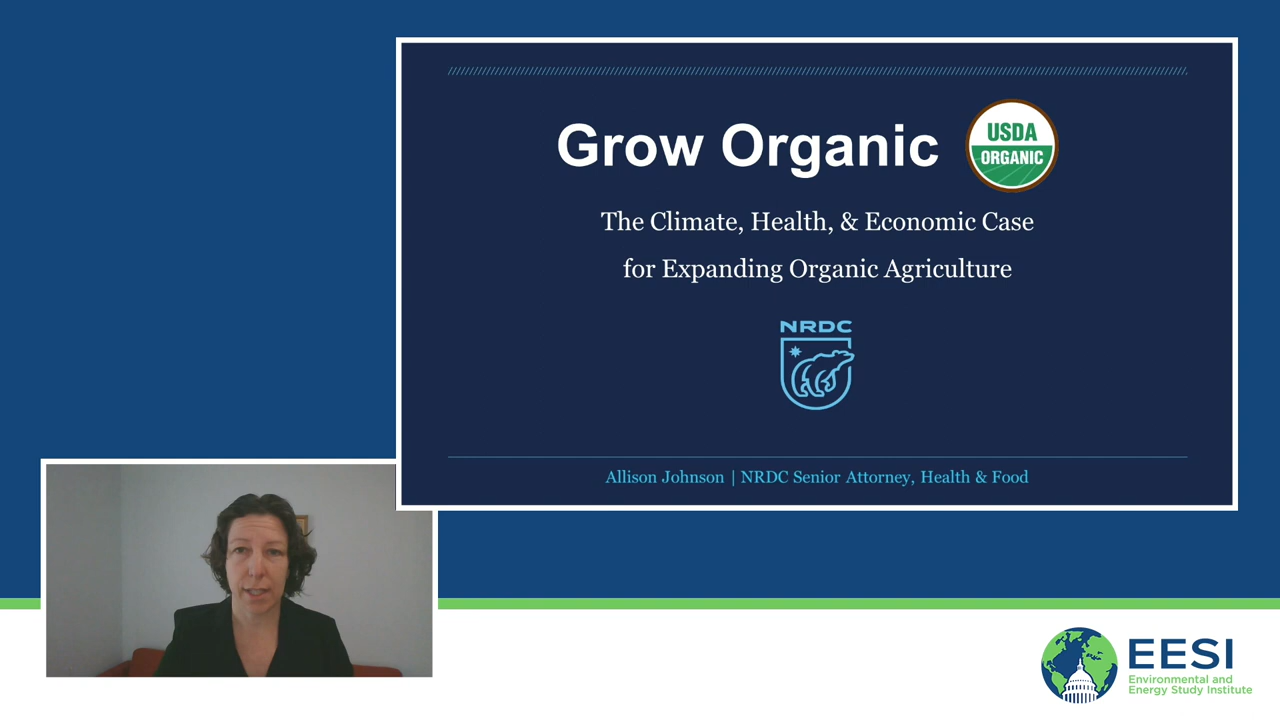 Grow Organic
USDA
ORGANIC
The Climate, Health, & Economic Case
for Expanding Organic Agriculture
NRDC
Allison Johnson | NRDC Senior Attorney, Health & Food
EESI
Environmental and
Energy Study Institute